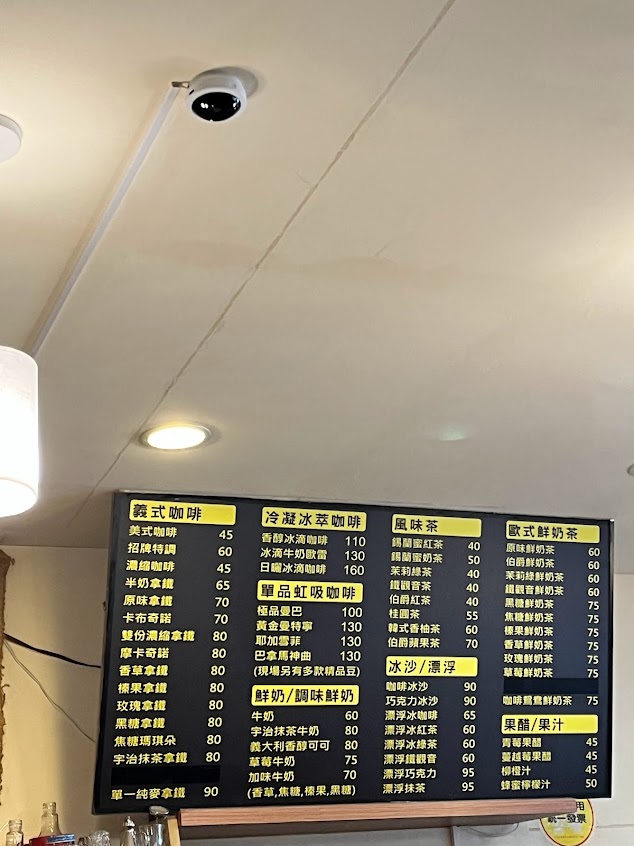 義式咖啡
美式咖啡 45
招牌特調 60
濃縮咖啡 45
半奶拿鐵 65
原味拿鐵 70
卡布奇諾 70
雙份濃縮拿鐵 80
摩卡奇諾 80
香草拿鐵 80
榛果拿鐵 80
玫瑰拿鐵 80
黑糖拿鐵 80
焦糖瑪琪朵 80
宇治抹茶拿鐵 80
單一純麥拿鐵 90
冷凝冰萃咖啡
香醇冰滴咖啡 110
冰滴牛奶歐雷 130
日曬冰滴咖啡 160
單品虹吸咖啡
極品曼巴 100
黃金曼特寧 130
耶加雪菲 130
巴拿馬神曲 130
(現場另有多款精品豆)
鮮奶/調味鮮奶
牛奶 60
宇治抹茶牛奶 80
義大利香醇可可 80
草莓牛奶 75
加味牛奶 70
(香草,焦糖,榛果,黑糖)
風味茶
錫蘭蜜紅茶 40
錫蘭蜜奶茶 50
茉莉綠茶 40
鐵觀音茶 40
伯爵紅茶 40
桂圓茶 55
韓式香柚茶 60
伯爵蘋果茶 70
冰沙/漂浮
咖啡冰沙 90
巧克力冰沙 90
漂浮冰咖啡 65
漂浮冰紅茶 60
漂浮冰綠茶 60
漂浮鐵觀音 60
漂浮巧克力 95
漂浮抹茶 95
歐式鮮奶茶
原味鮮奶茶 60
伯爵鮮奶茶 60
茉莉綠鮮奶茶 60
鐵觀音鮮奶茶 60
黑糖鮮奶茶 75
焦糖鮮奶茶 75
榛果鮮奶茶 75
香草鮮奶茶 75
玫瑰鮮奶茶 75
草莓鮮奶茶 75
咖啡鴛鴦鮮奶茶 75
果醋/果汁
青莓果醋 45
蔓越莓果醋 45
柳橙汁 45
蜂蜜檸檬汁 50
用
統一發票